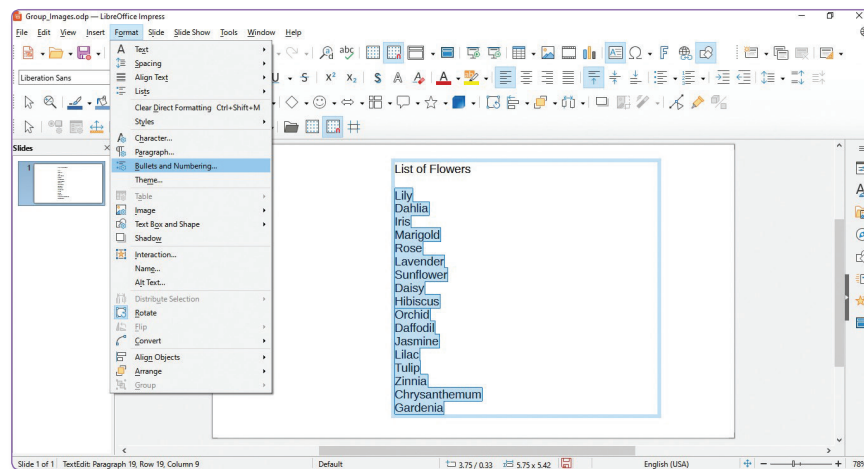 Group_Images.odp — LibreOffice Impress
File Edit View Insert Format Slide Slide Show Tools Window Help
Liberation Sans
Text
Spacing
Align Text
Lists
Clear Direct Formatting Ctrl+Shift+M
Styles
Character...
Paragraph...
Bullets and Numbering...
Theme...
Table
Image
Text Box and Shape
Shadow
Interaction...
Name...
Alt Text...
Distribute Selection
Rotate
Flip
Convert
Align Objects
Arrange
Group
Slides
1
List of Flowers
Lily
Dahlia
Iris
Marigold
Rose
Lavender
Sunflower
Daisy
Hibiscus
Orchid
Daffodil
Jasmine
Lilac
Tulip
Zinnia
Chrysanthemum
Gardenia
Slide 1 of 1 TextEdit: Paragraph 19, Row 19, Column 9 Default 3.75 / 0.33 5.75 x 5.42 English (USA) 78%